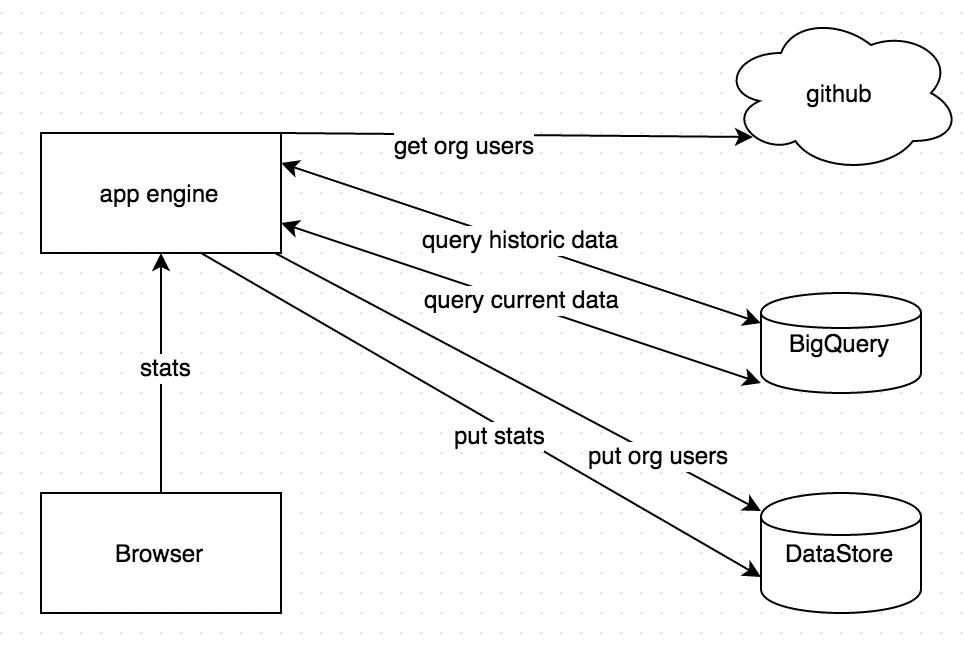 github
get org users
app engine
query historic data
query current data
BigQuery
stats
put stats
put org users
Browser
DataStore